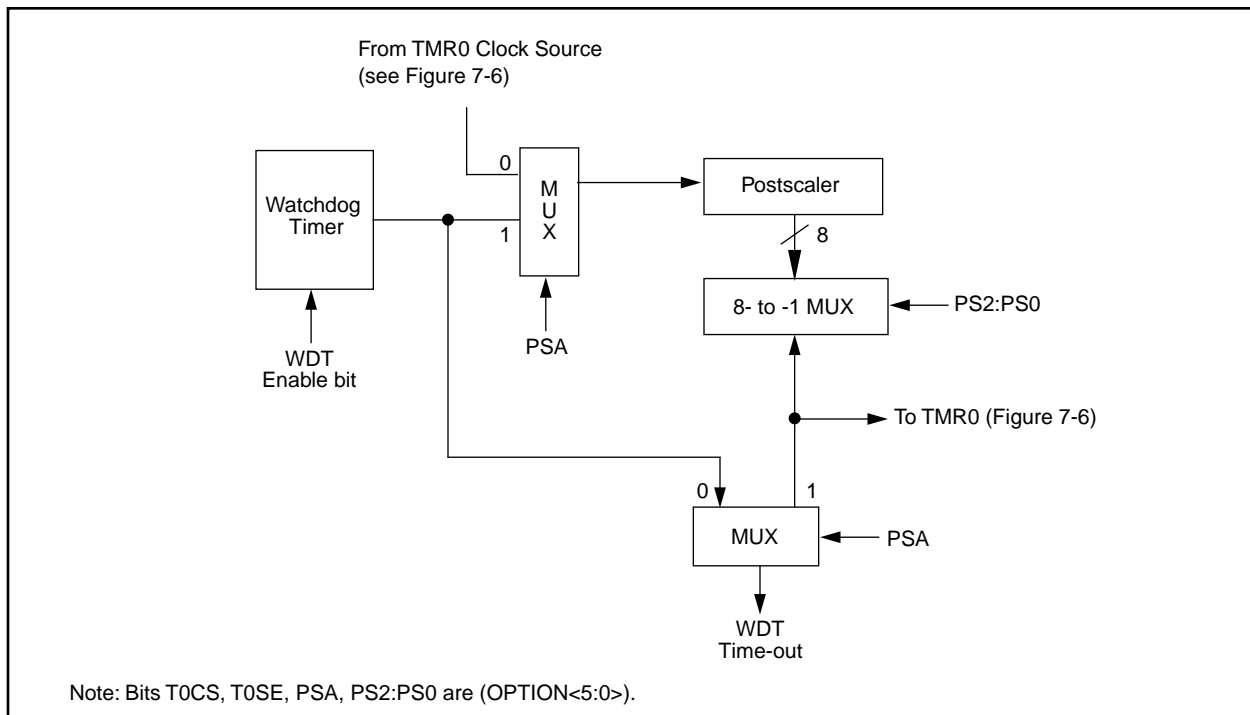 From TMR0 Clock Source
(see Figure 7-6)
0
M
U
X
1
Watchdog
Timer
Postscaler
8
8- to -1 MUX
PS2:PS0
PSA
WDT
Enable bit
To TMR0 (Figure 7-6)
0
1
MUX
PSA
WDT
Time-out
Note: Bits T0CS, T0SE, PSA, PS2:PS0 are (OPTION<5:0>).